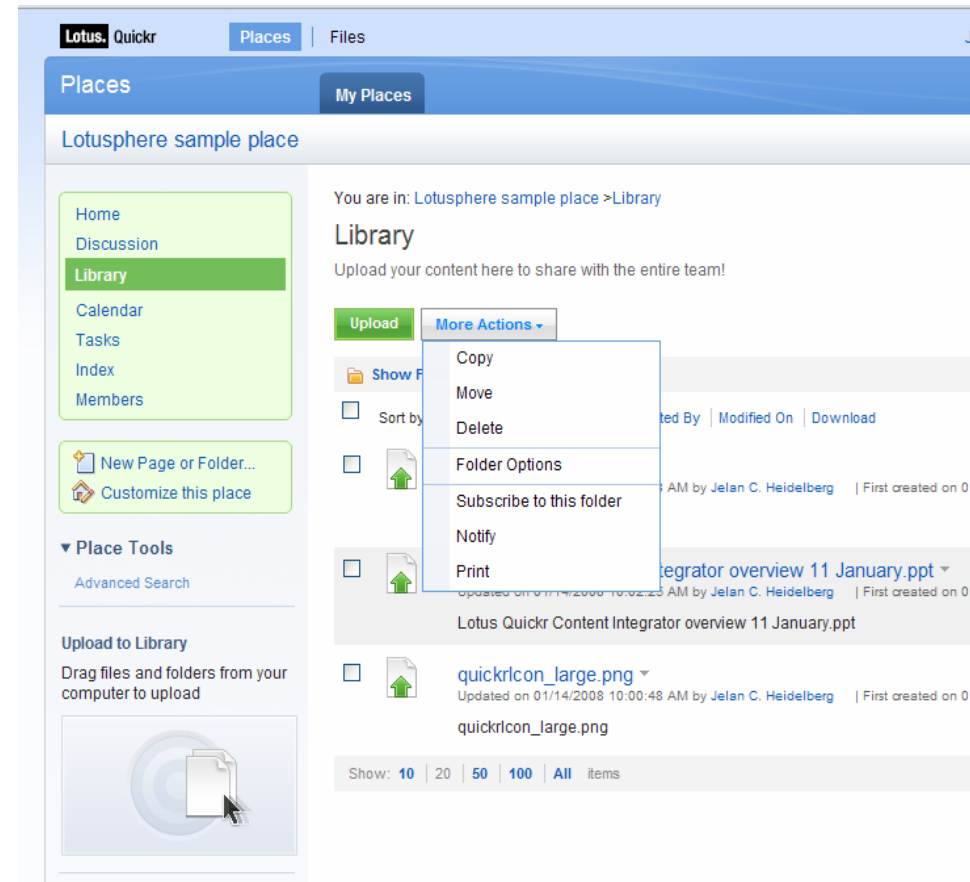 Lotus. Quickr Places Files
Places
My Places
Lotusphere sample place
Home
Discussion
Library
Calendar
Tasks
Index
Members
New Page or Folder...
Customize this place
Place Tools
Advanced Search
Upload to Library
Drag files and folders from your
computer to upload
You are in: Lotusphere sample place >Library
Library
Upload your content here to share with the entire team!
Upload More Actions
Copy
Move
Delete
Folder Options
Subscribe to this folder
Notify
Print
Show F
Sort by ted By Modified On Download
AM by Jelan C. Heidelberg | First created on 0
tegrator overview 11 January.ppt
AM by Jelan C. Heidelberg | First created on 0
Lotus Quickr Content Integrator overview 11 January.ppt
quickrIcon_large.png
Updated on 01/14/2008 10:00:48 AM by Jelan C. Heidelberg | First created on 0
quickrIcon_large.png
Show: 10 20 50 100 All items